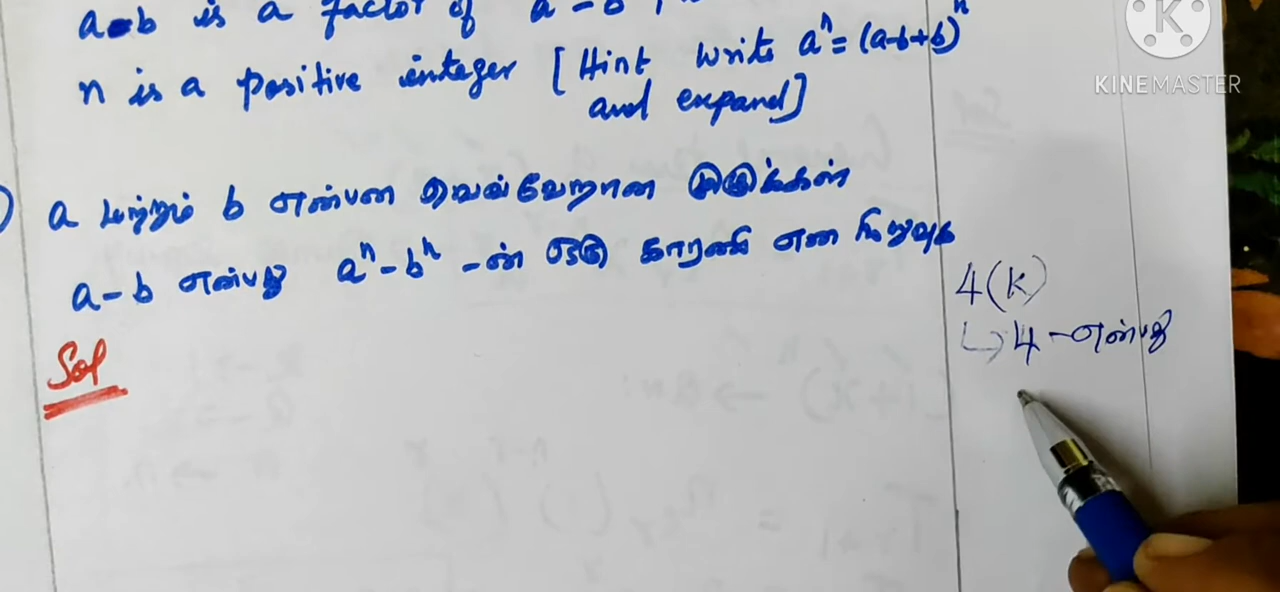 a-b is a factor of a - b
n is a positive integer [Hint write aⁿ = (a-b+b)ⁿ
and expand]
a மற்றும் b என்பன வெவ்வேறான முழுக்கள்
a-b என்பது aⁿ-bⁿ -ன் ஒரு காரணி என நிறுவுக
4(K)
↳ 4 -என்பது
Sol
K
KINEMASTER